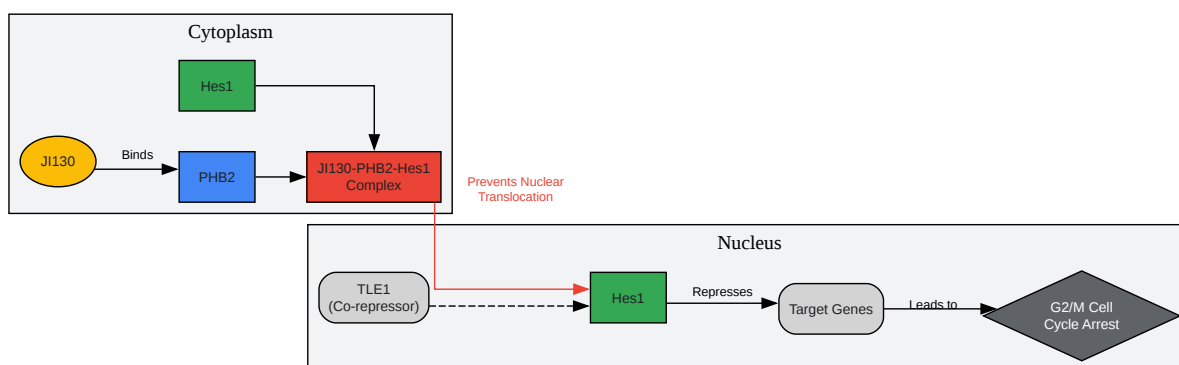 Cytoplasm
Hes1
JI130
Binds
PHB2
JI130-PHB2-Hes1
Complex
Prevents Nuclear
Translocation
Nucleus
TLE1
(Co-repressor)
Hes1
Represses
Target Genes
Leads to
G2/M Cell
Cycle Arrest